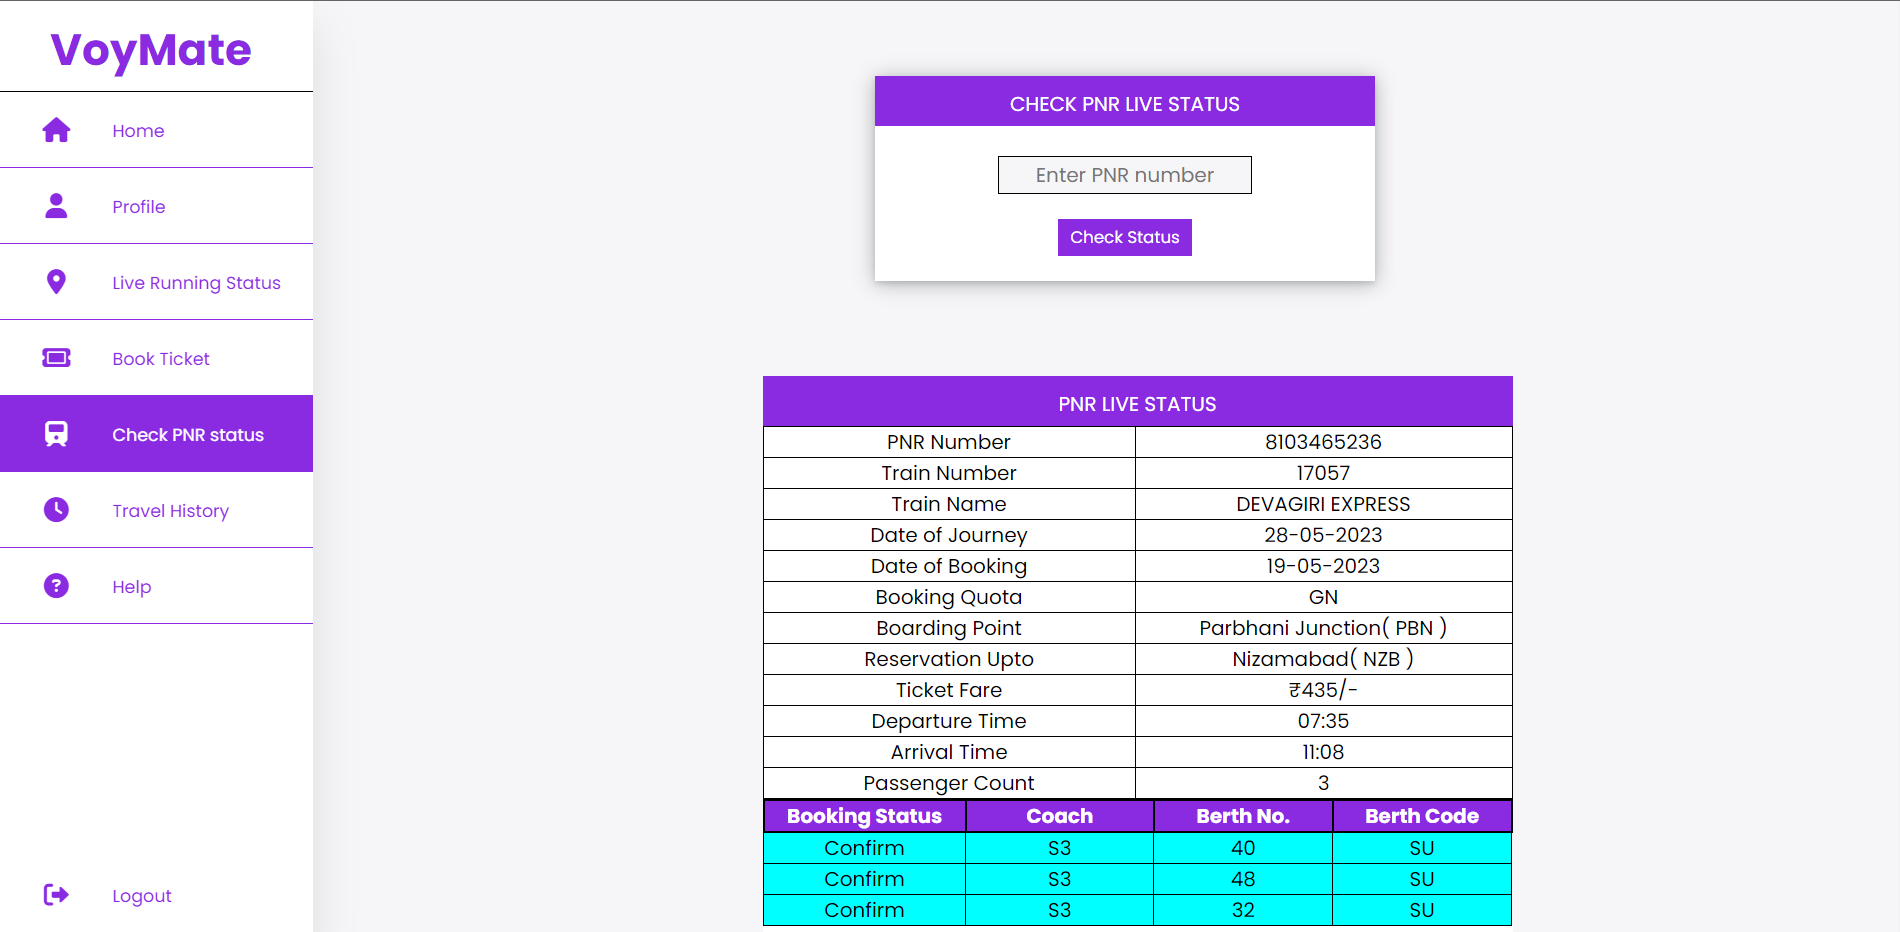 VoyMate
Home
Profile
Live Running Status
Book Ticket
Check PNR status
Travel History
Help
Logout
CHECK PNR LIVE STATUS
Enter PNR number
Check Status
PNR LIVE STATUS
PNR Number 8103465236
Train Number 17057
Train Name DEVAGIRI EXPRESS
Date of Journey 28-05-2023
Date of Booking 19-05-2023
Booking Quota GN
Boarding Point Parbhani Junction( PBN )
Reservation Upto Nizamabad( NZB )
Ticket Fare ₹435/-
Departure Time 07:35
Arrival Time 11:08
Passenger Count 3
Booking Status Coach Berth No. Berth Code
Confirm S3 40 SU
Confirm S3 48 SU
Confirm S3 32 SU